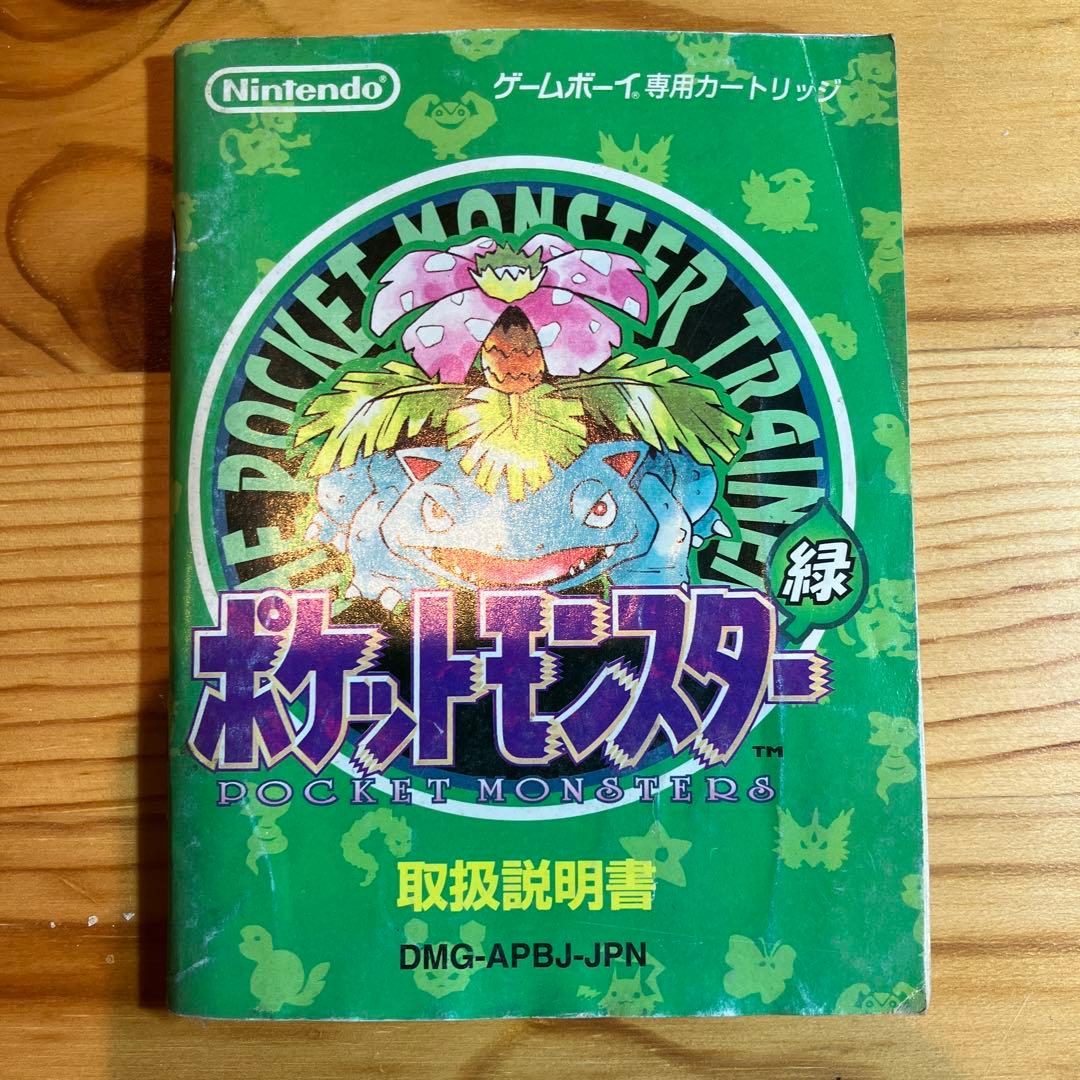 Nintendo®
ゲームボーイ® 専用カートリッジ
POCKET MONSTER TRAINE
緑
ポケットモンスター
TM
POCKET MONSTERS
取扱説明書
DMG-APBJ-JPN